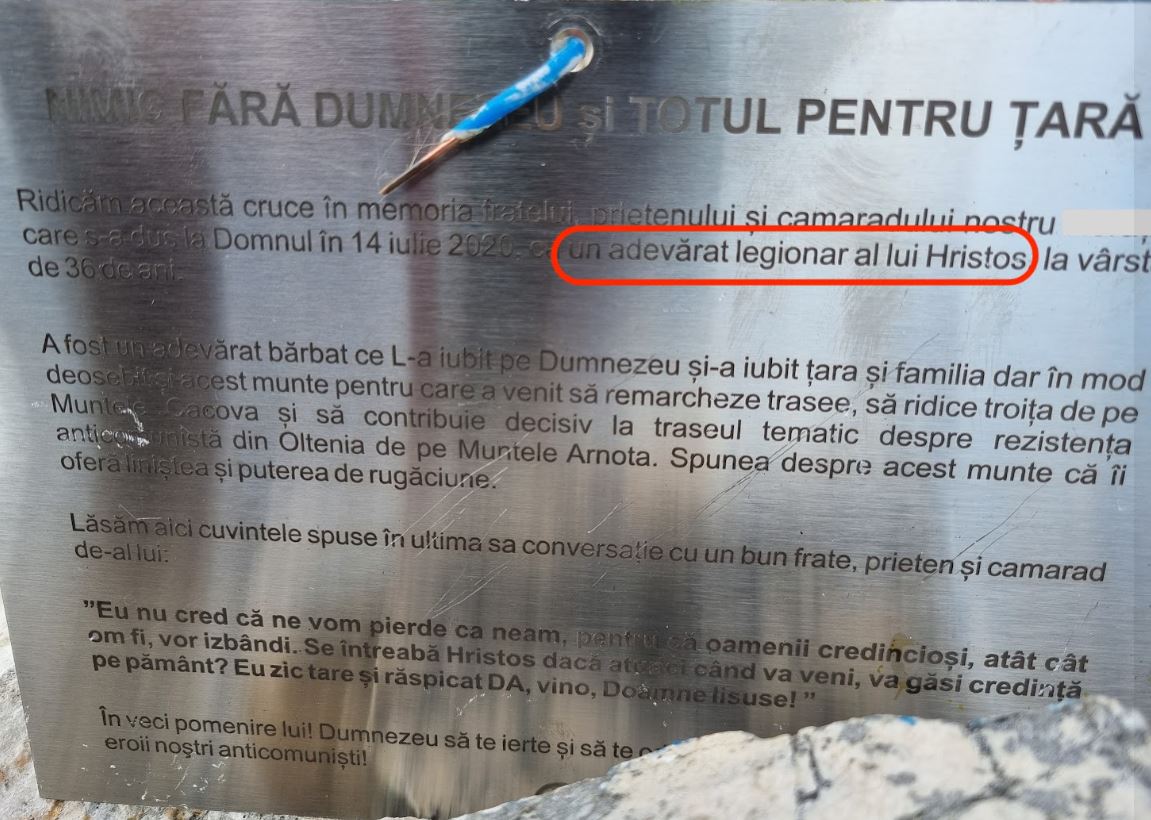 NIMIC FĂRĂ DUMNEZEU și TOTUL PENTRU ȚARĂ
Ridicăm această cruce în memoria fratelui, prietenului și camaradului nostru
care s-a dus la Domnul în 14 iulie 2020, ca un adevărat legionar al lui Hristos, la vârst
de 36 de ani.
A fost un adevărat bărbat ce L-a iubit pe Dumnezeu și-a iubit țara și familia dar în mod
deosebit și acest munte pentru care a venit să remarcheze trasee, să ridice troița de pe
Muntele Cacova și să contribuie decisiv la traseul tematic despre rezistența
anticomunistă din Oltenia de pe Muntele Arnota. Spunea despre acest munte că îi
oferă liniștea și puterea de rugăciune.
Lăsăm aici cuvintele spuse în ultima sa conversație cu un bun frate, prieten și camarad
de-al lui:
”Eu nu cred că ne vom pierde ca neam, pentru că oamenii credincioși, atât cât
om fi, vor izbândi. Se întreabă Hristos dacă atunci când va veni, va găsi credință
pe pământ? Eu zic tare și răspicat DA, vino, Doamne Iisuse! ”
În veci pomenire lui! Dumnezeu să te ierte și să te
eroii noștri anticomuniști!